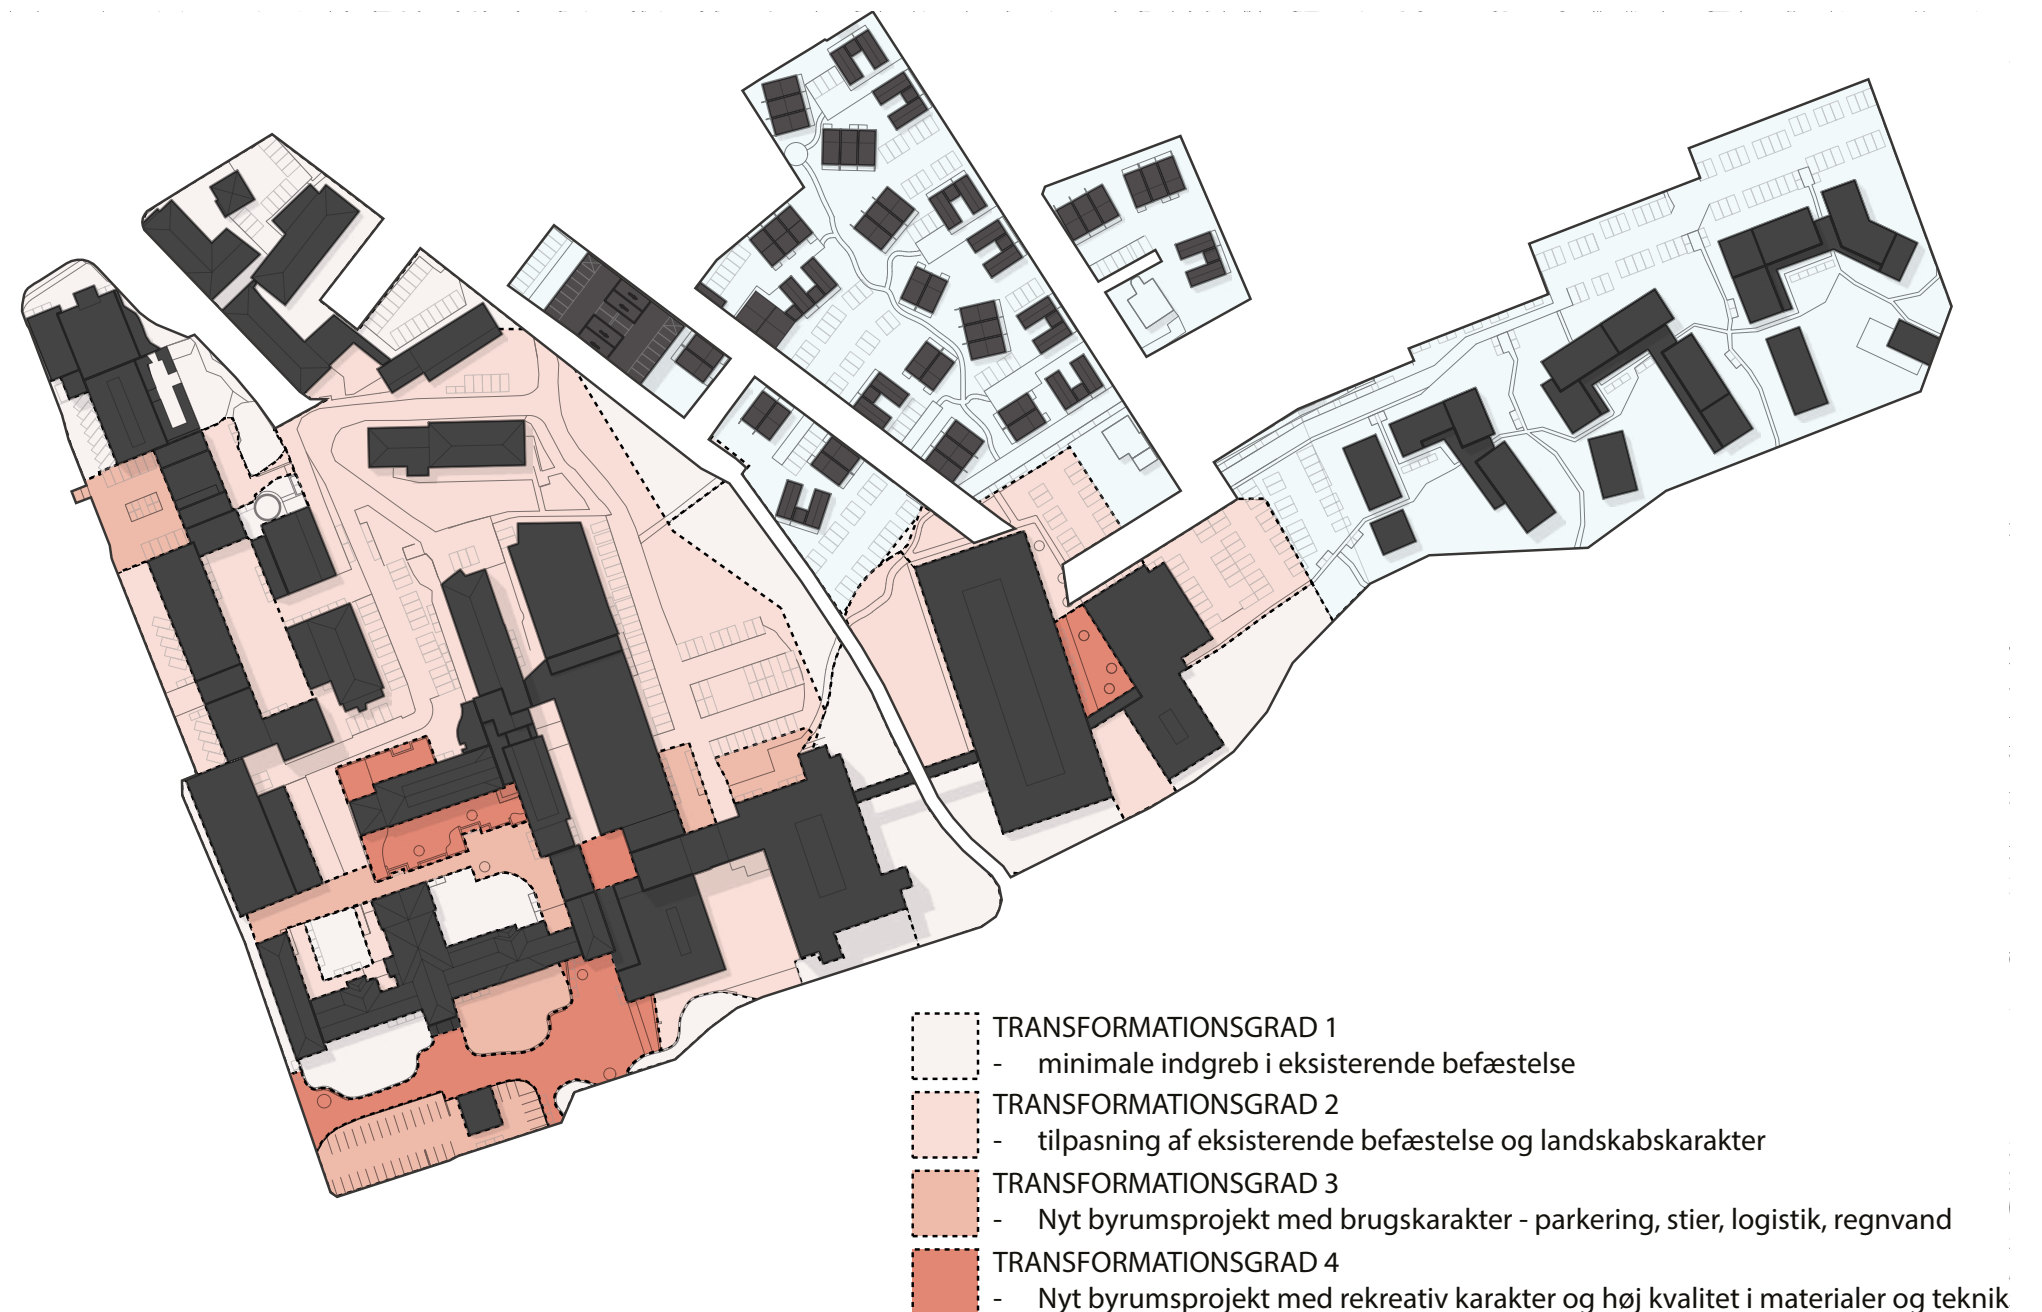 TRANSFORMATIONSGRAD 1
- minimale indgreb i eksisterende befæstelse
TRANSFORMATIONSGRAD 2
- tilpasning af eksisterende befæstelse og landskabskarakter
TRANSFORMATIONSGRAD 3
- Nyt byrumsprojekt med brugskarakter - parkering, stier, logistik, regnvand
TRANSFORMATIONSGRAD 4
- Nyt byrumsprojekt med rekreativ karakter og høj kvalitet i materialer og teknik